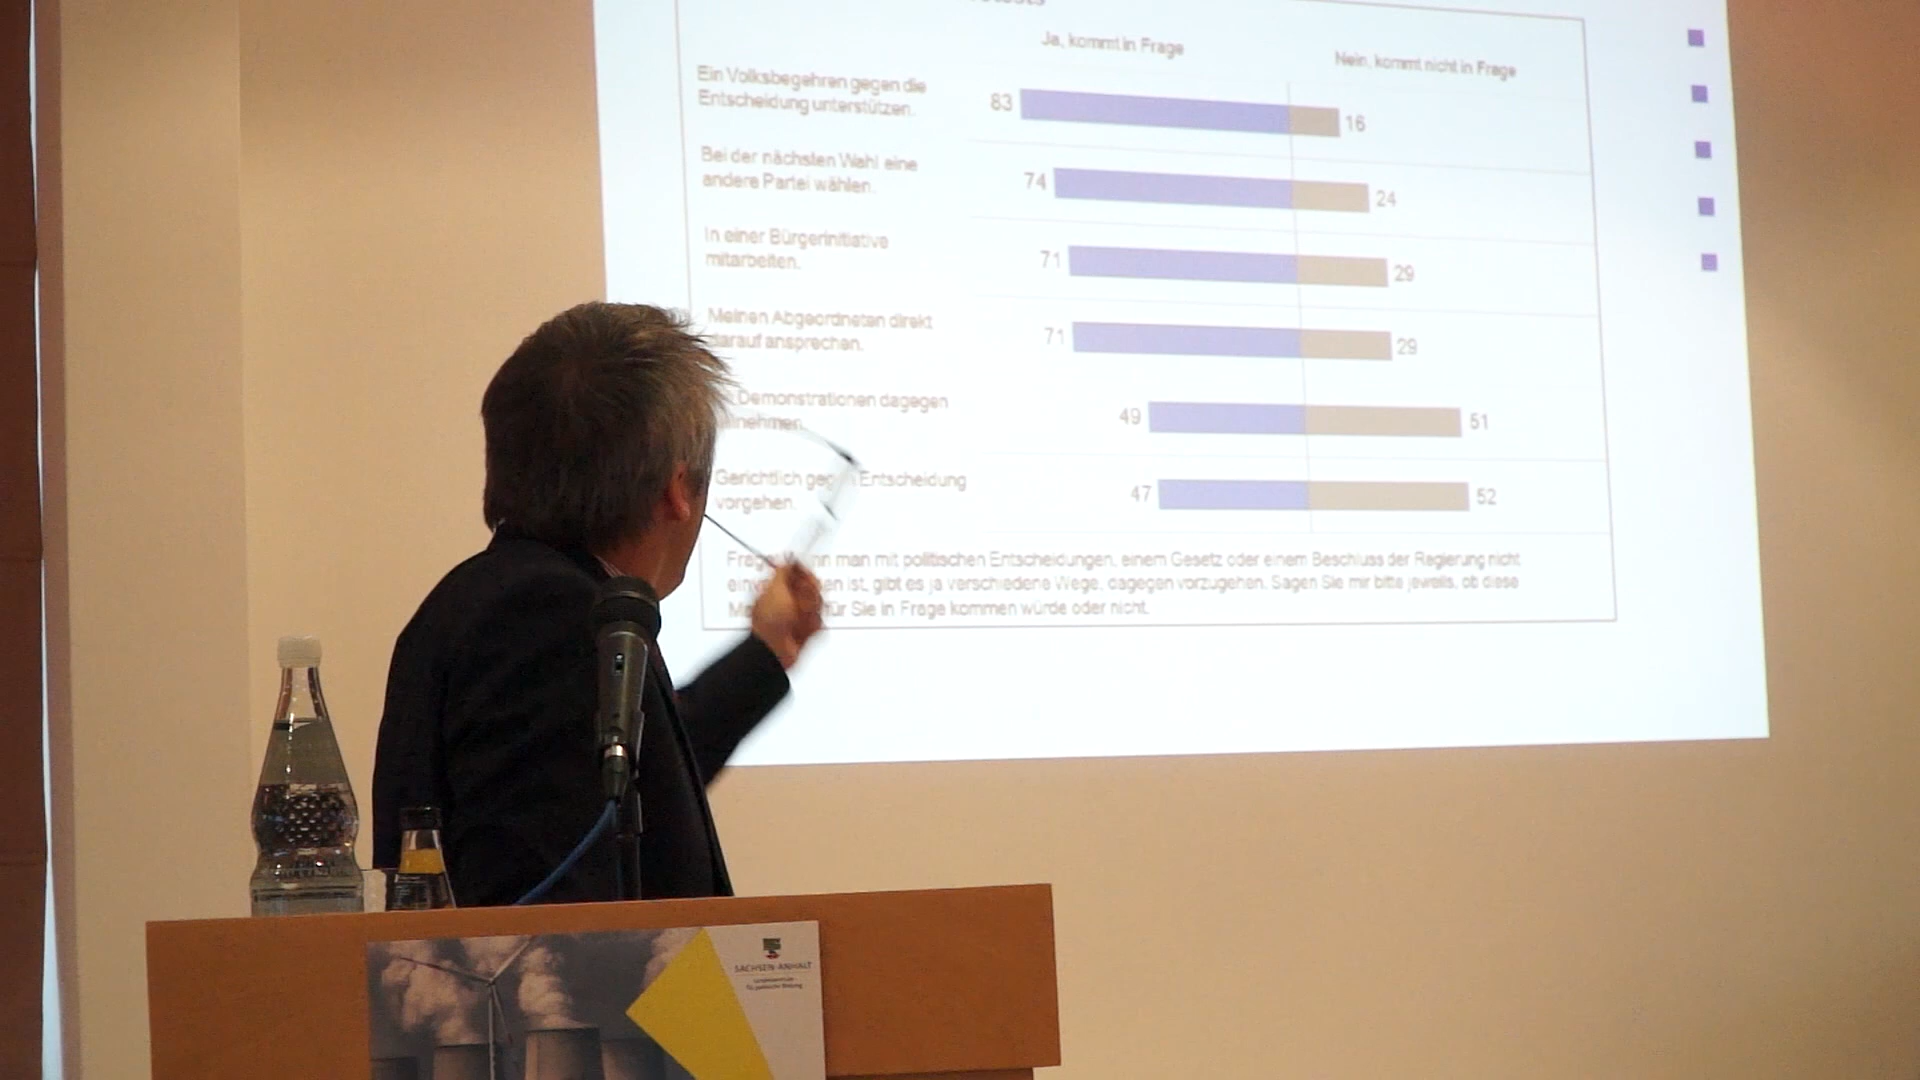 Ja, kommt in Frage
Nein, kommt nicht in Frage
Ein Volksbegehren gegen die
Entscheidung unterstützen.
83
16
Bei der nächsten Wahl eine
andere Partei wählen.
74
24
In einer Bürgerinitiative
mitarbeiten.
71
29
Meinen Abgeordneten direkt
darauf ansprechen.
71
29
Demonstrationen dagegen
49
51
Gerichtlich Entscheidung
vorgehen.
47
52
man mit politischen Entscheidungen, einem Gesetz oder einem Beschluss der Regierung nicht
ist, gibt es ja verschiedene Wege, dagegen vorzugehen. Sagen Sie mir bitte jeweils, ob diese
für Sie in Frage kommen würde oder nicht.
SACHSEN-ANHALT
Landeszentrale
für politische Bildung